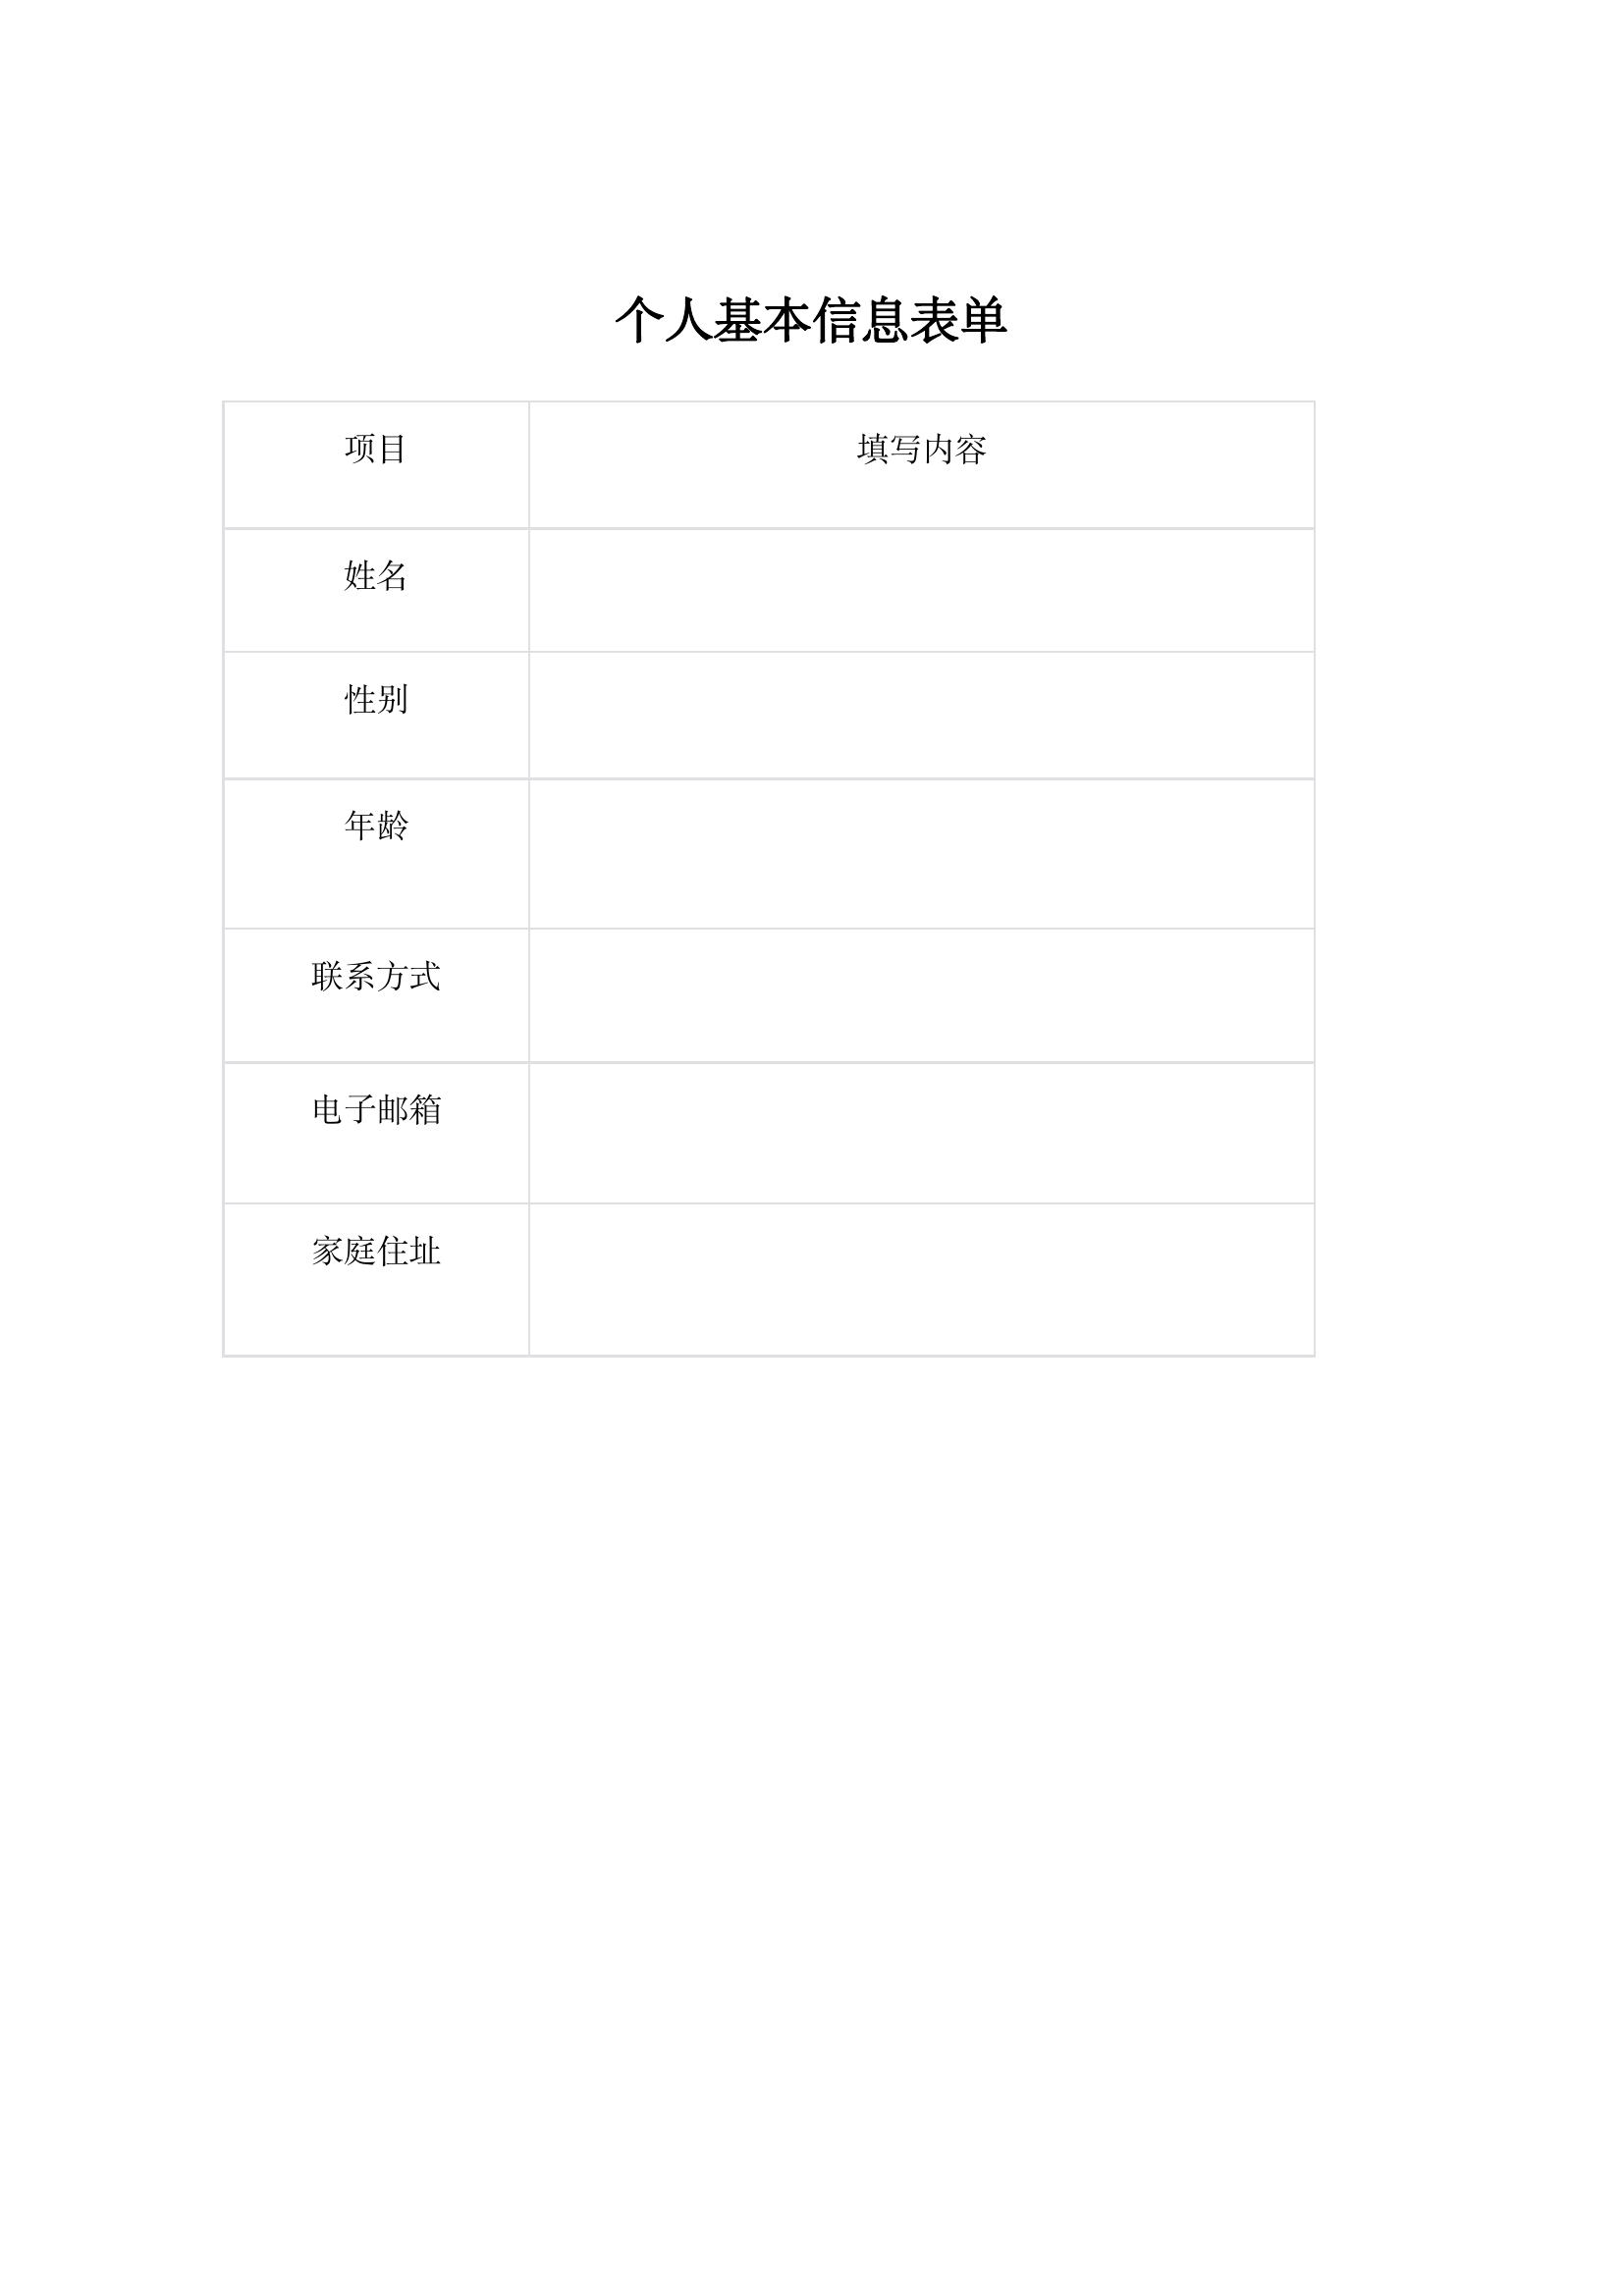 个人基本信息表单
项目 填写内容
姓名
性别
年龄
联系方式
电子邮箱
家庭住址